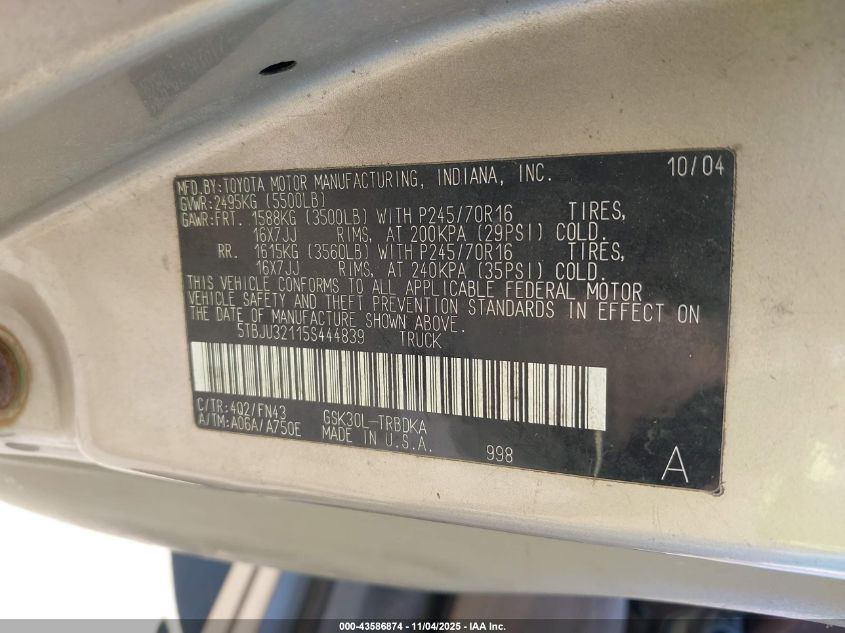 MFD.BY:TOYOTA MOTOR MANUFACTURING, INDIANA, INC. 10/04
GVWR:2495KG (5500LB)
GAWR:FRT. 1588KG (3500LB) WITH P245/70R16 TIRES,
16X7JJ RIMS, AT 200KPA (29PSI) COLD.
RR. 1615KG (3560LB) WITH P245/70R16 TIRES,
16X7JJ RIMS, AT 240KPA (35PSI) COLD.
THIS VEHICLE CONFORMS TO ALL APPLICABLE FEDERAL MOTOR
VEHICLE SAFETY AND THEFT PREVENTION STANDARDS IN EFFECT ON
THE DATE OF MANUFACTURE SHOWN ABOVE.
5TBJU32115S444839 TRUCK
C/TR:4Q2/FN43 GSK30L-TRBDKA
A/TM:A06A/A750E MADE IN U.S.A. 998 A
000-43586874 — 11/04/2025 — IAA Inc.